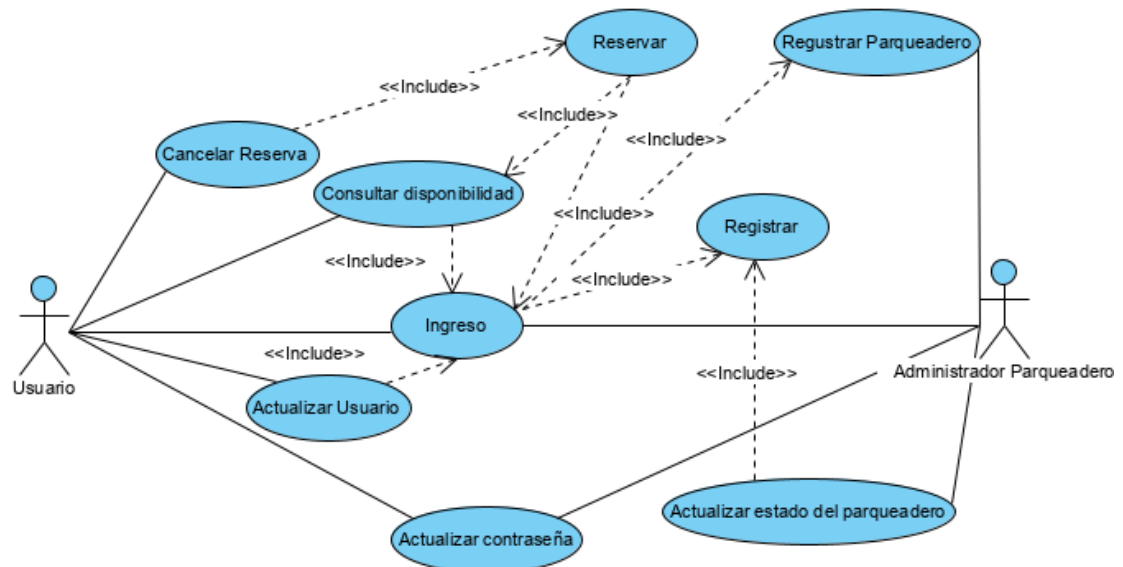 Reservar
Regustrar Parqueadero
<<Include>>
<<Include>>
<<Include>>
Cancelar Reserva
Consultar disponibilidad
<<Include>>
Registrar
<<Include>>
<<Include>>
Ingreso
<<Include>>
Usuario
Administrador Parqueadero
<<Include>>
Actualizar Usuario
Actualizar estado del parqueadero
Actualizar contraseña